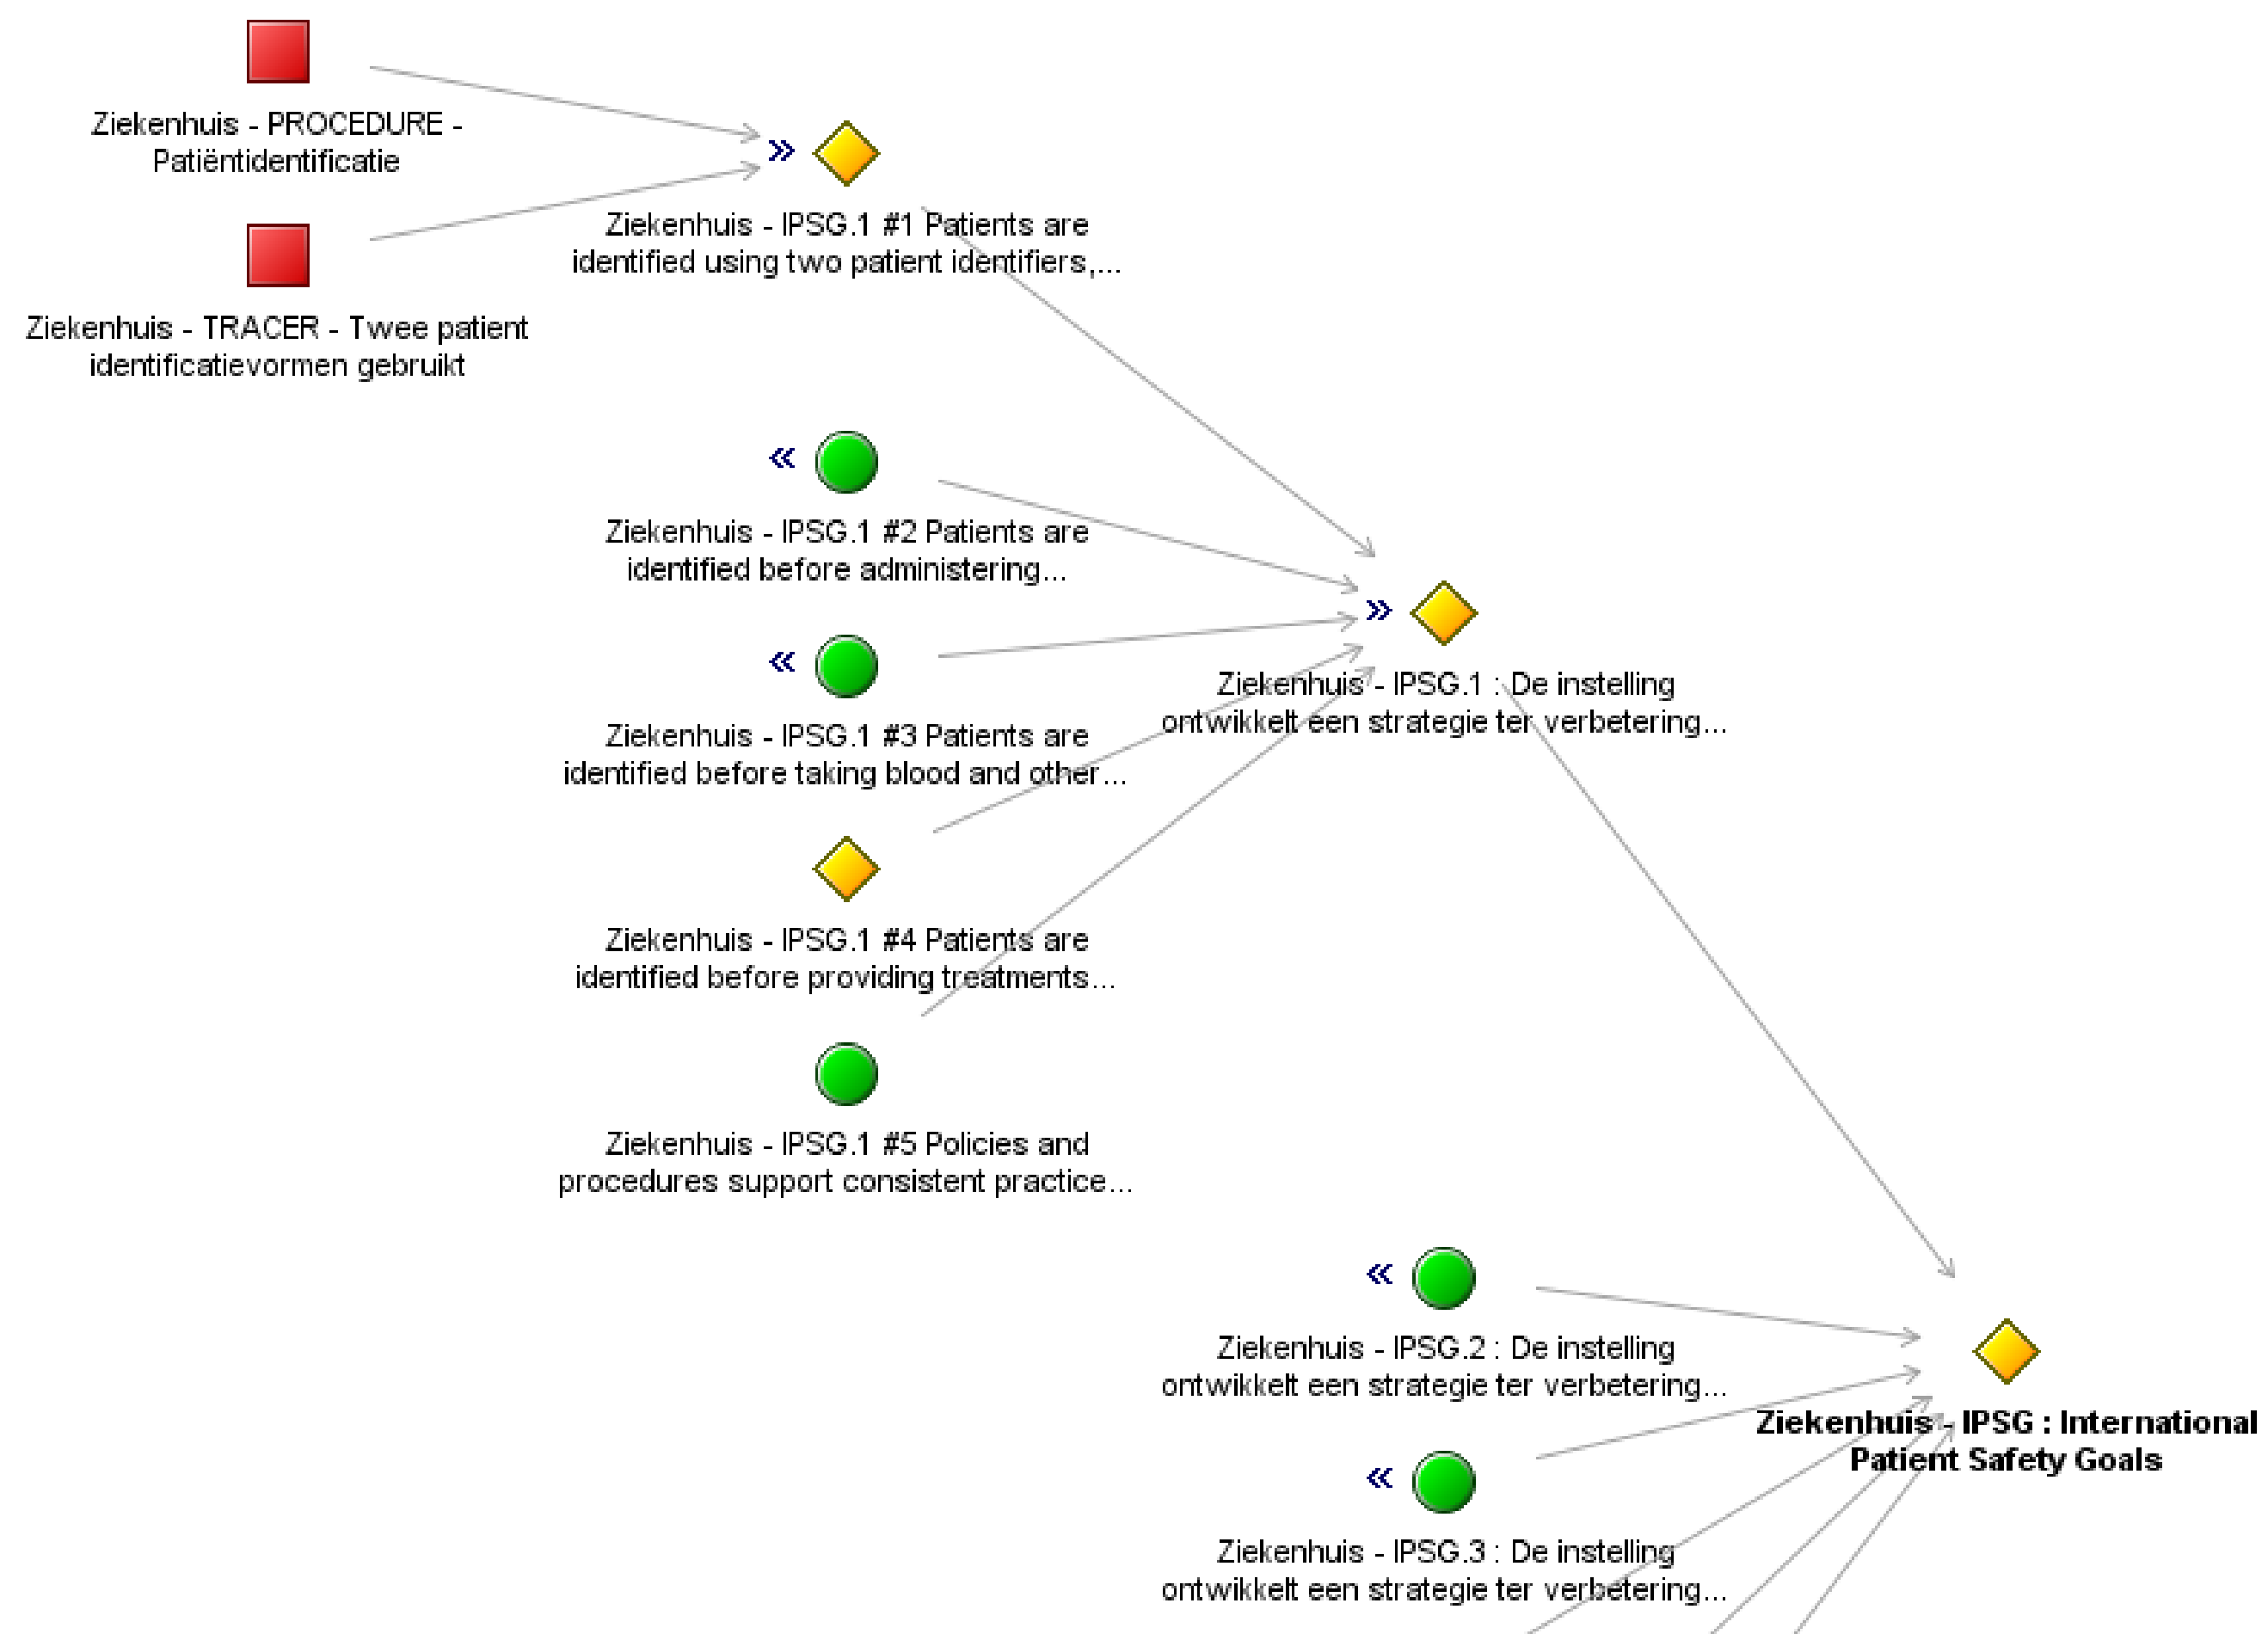 Ziekenhuis - PROCEDURE -
Patiëntidentificatie
Ziekenhuis - IPSG.1 #1 Patients are
identified using two patient identifiers,...
Ziekenhuis - TRACER - Twee patient
identificatievormen gebruikt
Ziekenhuis - IPSG.1 #2 Patients are
identified before administering...
Ziekenhuis - IPSG.1 #3 Patients are
identified before taking blood and other...
Ziekenhuis - IPSG.1 : De instelling
ontwikkelt een strategie ter verbetering...
Ziekenhuis - IPSG.1 #4 Patients are
identified before providing treatments...
Ziekenhuis - IPSG.1 #5 Policies and
procedures support consistent practice...
Ziekenhuis - IPSG.2 : De instelling
ontwikkelt een strategie ter verbetering...
Ziekenhuis - IPSG : International
Patient Safety Goals
Ziekenhuis - IPSG.3 : De instelling
ontwikkelt een strategie ter verbetering...